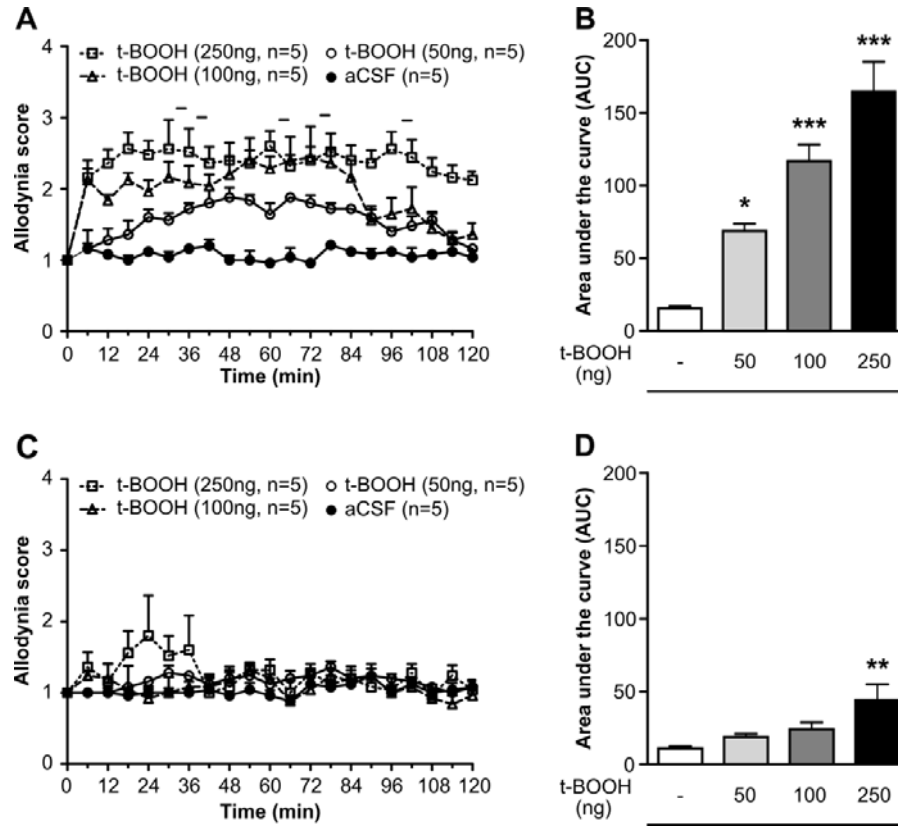 A
t-BOOH (250ng, n=5)
t-BOOH (50ng, n=5)
t-BOOH (100ng, n=5)
aCSF (n=5)
Allodynia score
4
3
2
1
0
0 12 24 36 48 60 72 84 96 108 120
Time (min)
B
Area under the curve (AUC)
200
150
100
50
0
*
***
***
t-BOOH
(ng)
- 50 100 250
C
t-BOOH (250ng, n=5)
t-BOOH (50ng, n=5)
t-BOOH (100ng, n=5)
aCSF (n=5)
Allodynia score
4
3
2
1
0
0 12 24 36 48 60 72 84 96 108 120
Time (min)
D
Area under the curve (AUC)
200
150
100
50
0
**
t-BOOH
(ng)
- 50 100 250